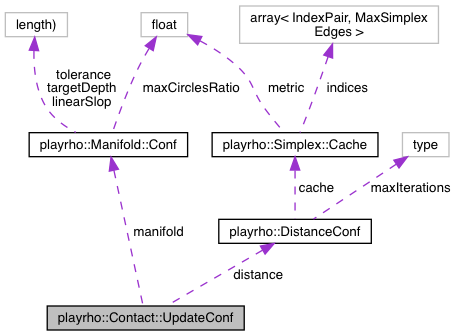 length)
float
array< IndexPair, MaxSimplex
Edges >
tolerance
targetDepth
linearSlop
maxCirclesRatio
metric
indices
playrho::Manifold::Conf
playrho::Simplex::Cache
type
cache
maxIterations
manifold
playrho::DistanceConf
distance
playrho::Contact::UpdateConf